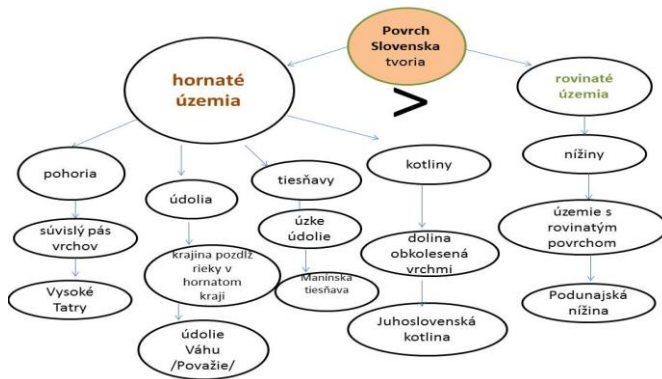 Povrch
Slovenska
tvoria
hornaté
územia
>
rovinaté
územia
pohoria
údolia
tiesňavy
kotliny
nížiny
súvislý pás
vrchov
krajina pozdĺž
rieky v
hornatom
kraji
úzke
údolie
dolina
obkolesená
vrchmi
územie s
rovinatým
povrchom
Vysoké
Tatry
údolie
Váhu
/Považie/
Manínska
tiesňava
Juhoslovenská
kotlina
Podunajská
nížina